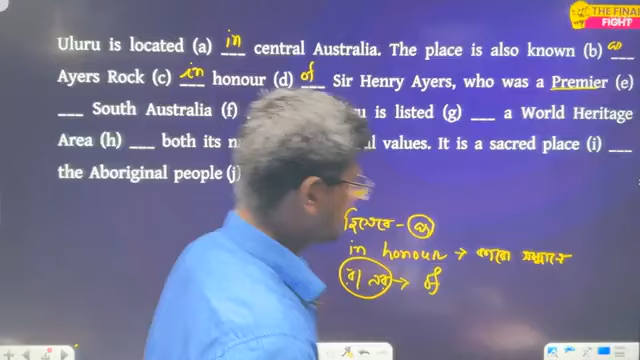 THE FINAL
FIGHT
Uluru is located (a) in central Australia. The place is also known (b) as
Ayers Rock (c) in honour (d) of Sir Henry Ayers, who was a Premier (e)
___ South Australia (f) is listed (g) ___ a World Heritage
Area (h) ___ both its values. It is a sacred place (i) ___
the Aboriginal people (j)
হিসেবে - as
in honour → কারো সম্মানে
র/এর → of